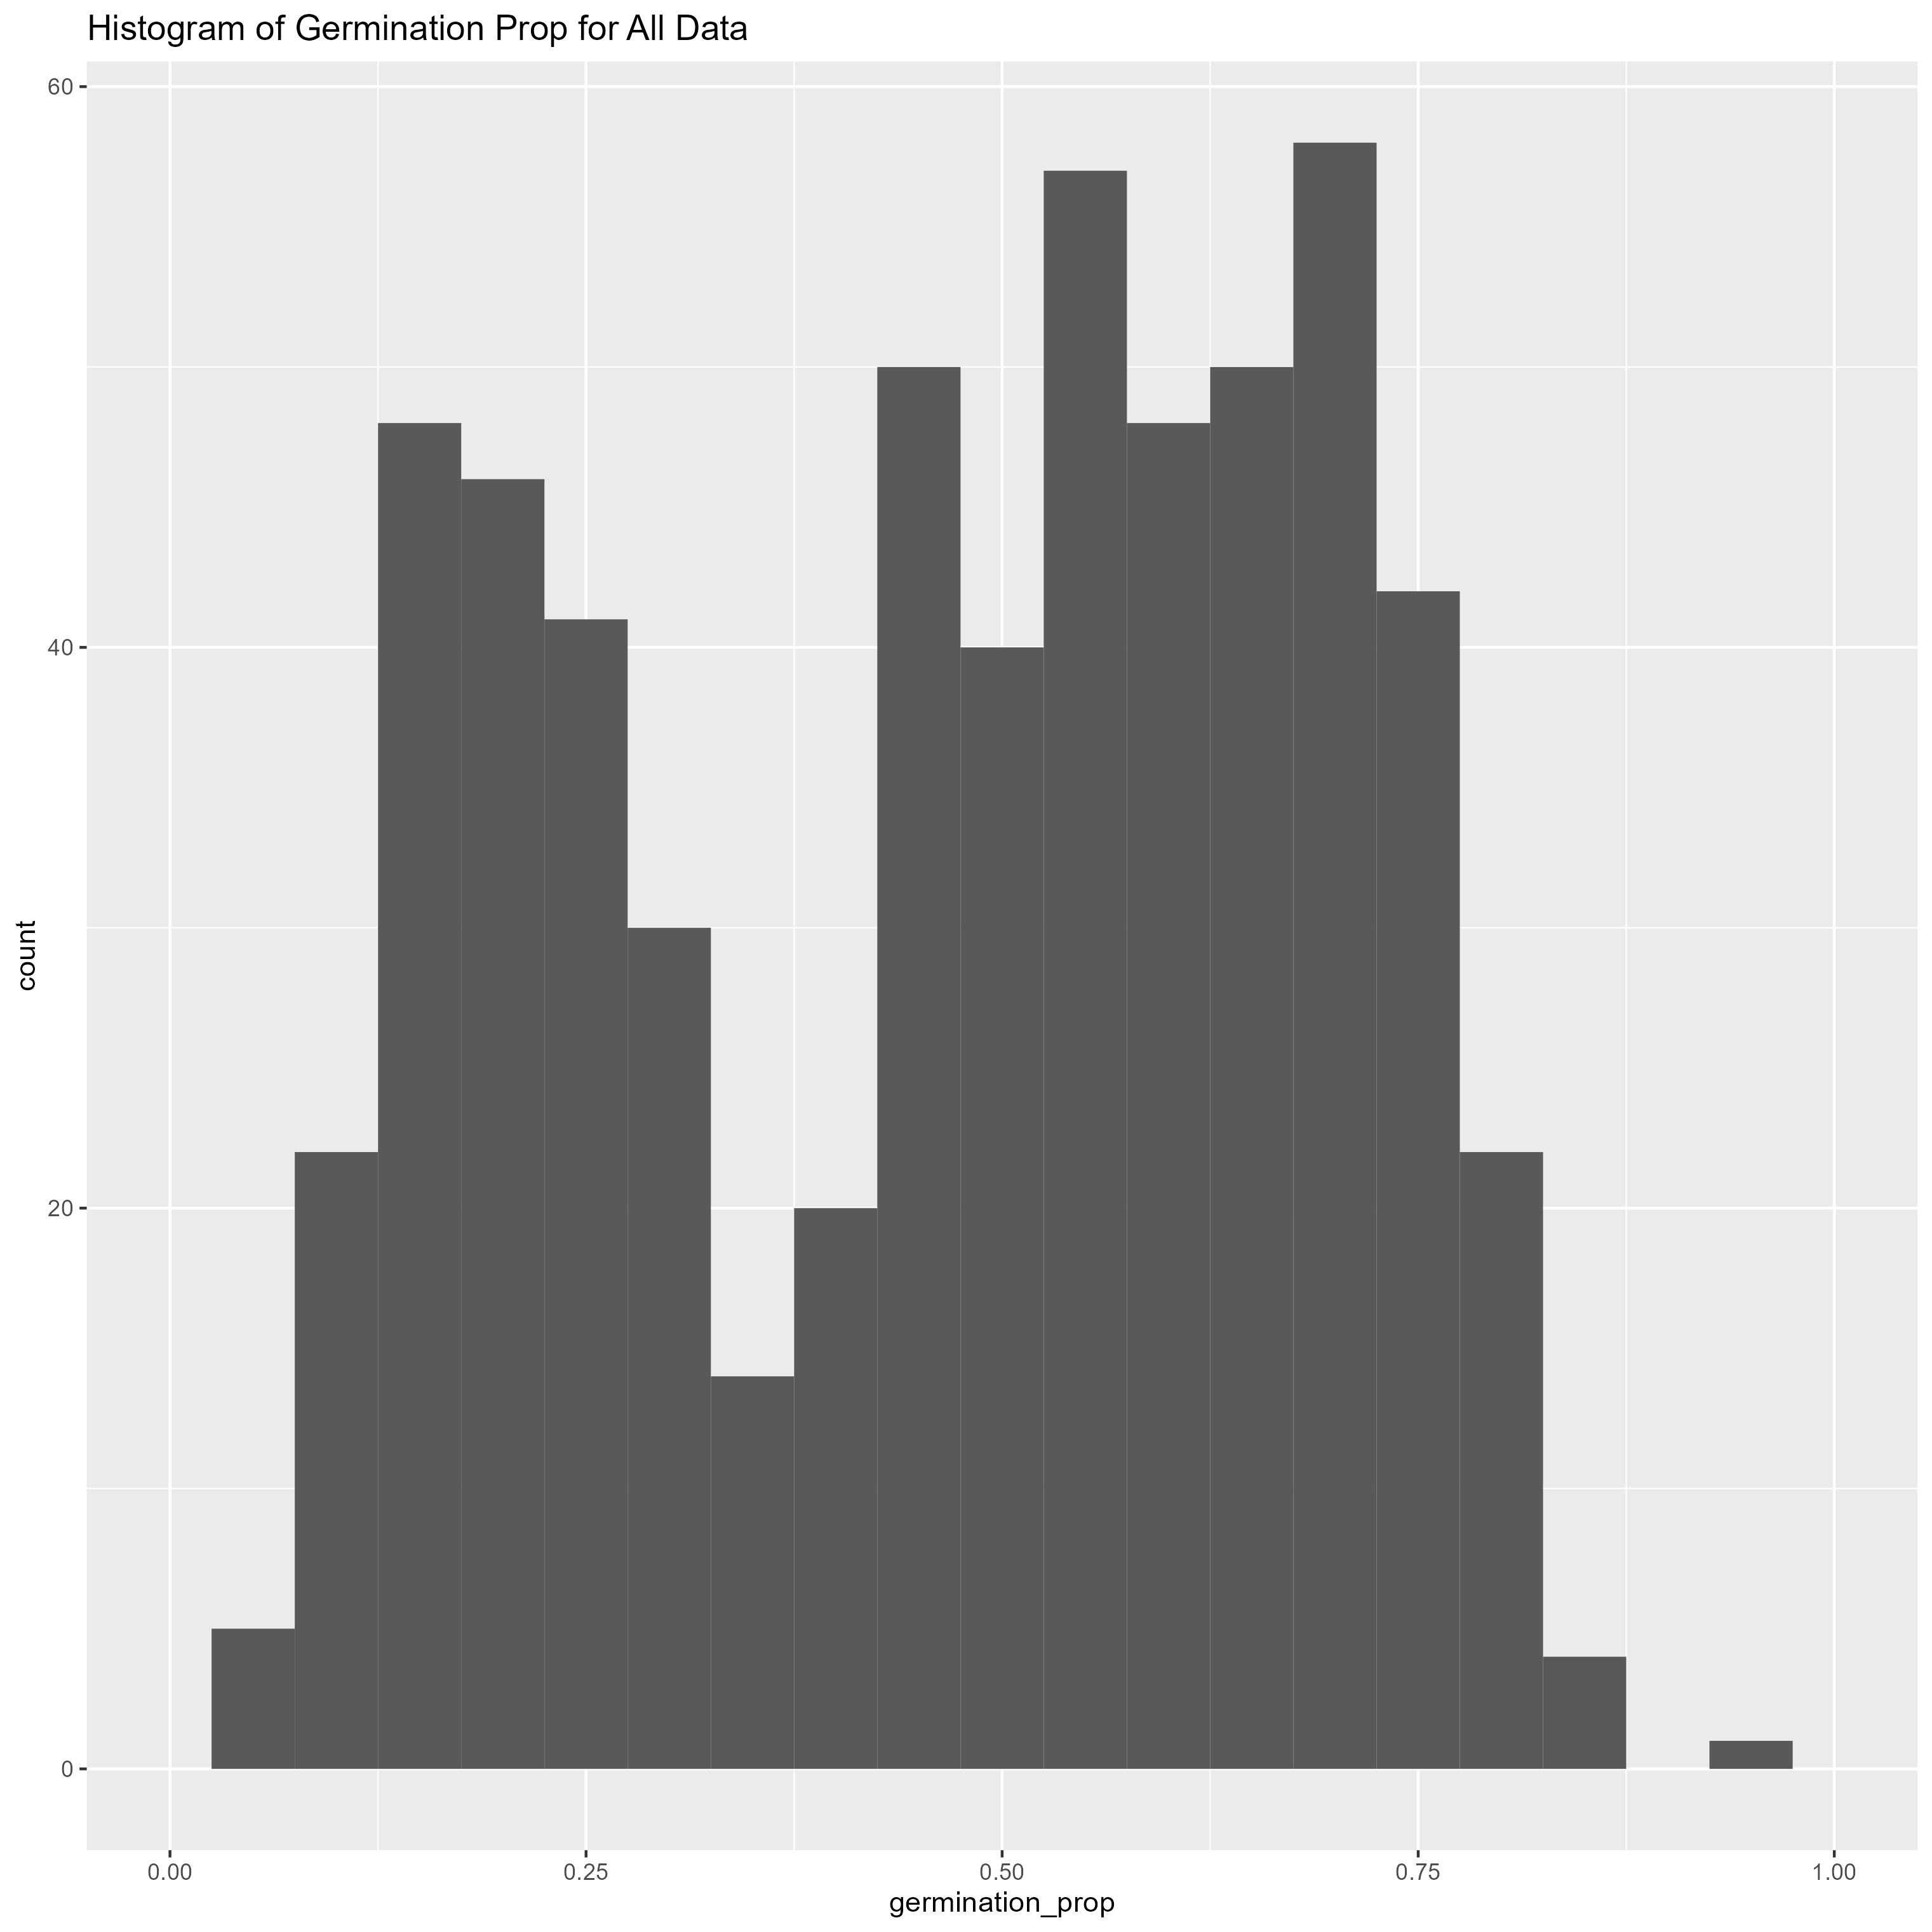 Histogram of Germination Prop for All Data
60
40
20
0
count
0.00 0.25 0.50 0.75 1.00
germination_prop